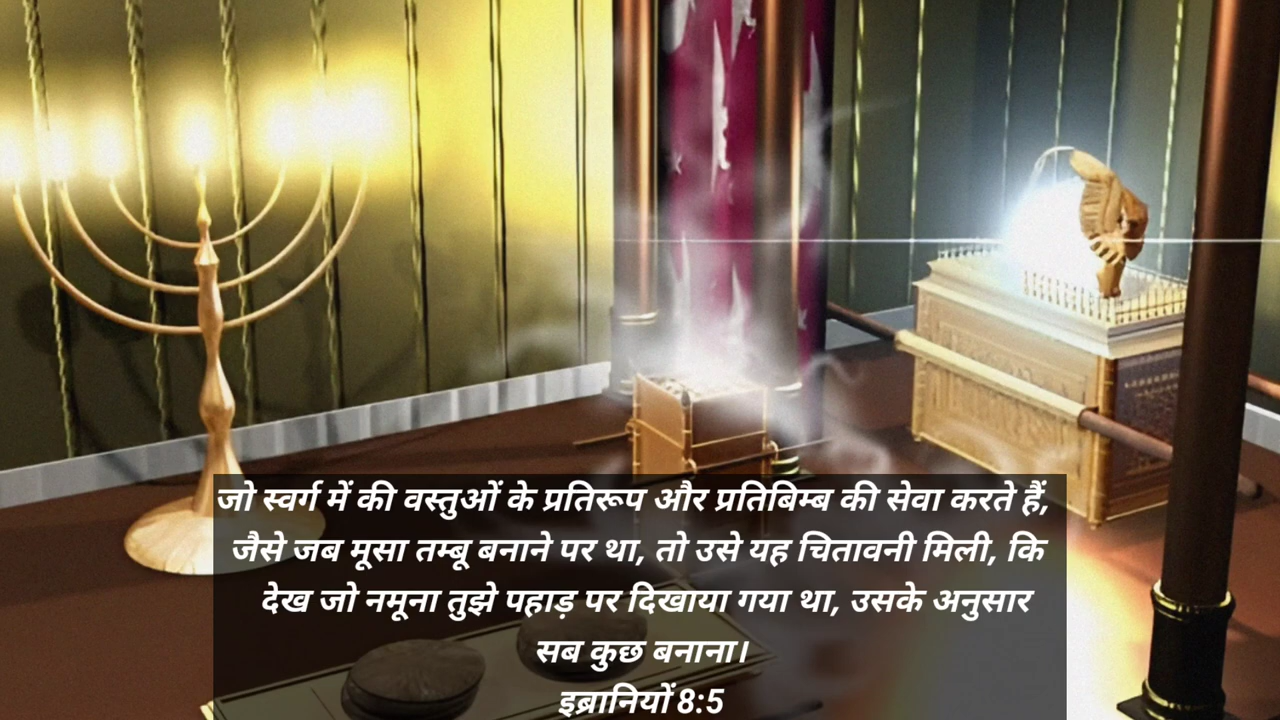 जो स्वर्ग में की वस्तुओं के प्रतिरूप और प्रतिबिम्ब की सेवा करते हैं,
जैसे जब मूसा तम्बू बनाने पर था, तो उसे यह चितावनी मिली, कि
देख जो नमूना तुझे पहाड़ पर दिखाया गया था, उसके अनुसार
सब कुछ बनाना।
इब्रानियों 8:5